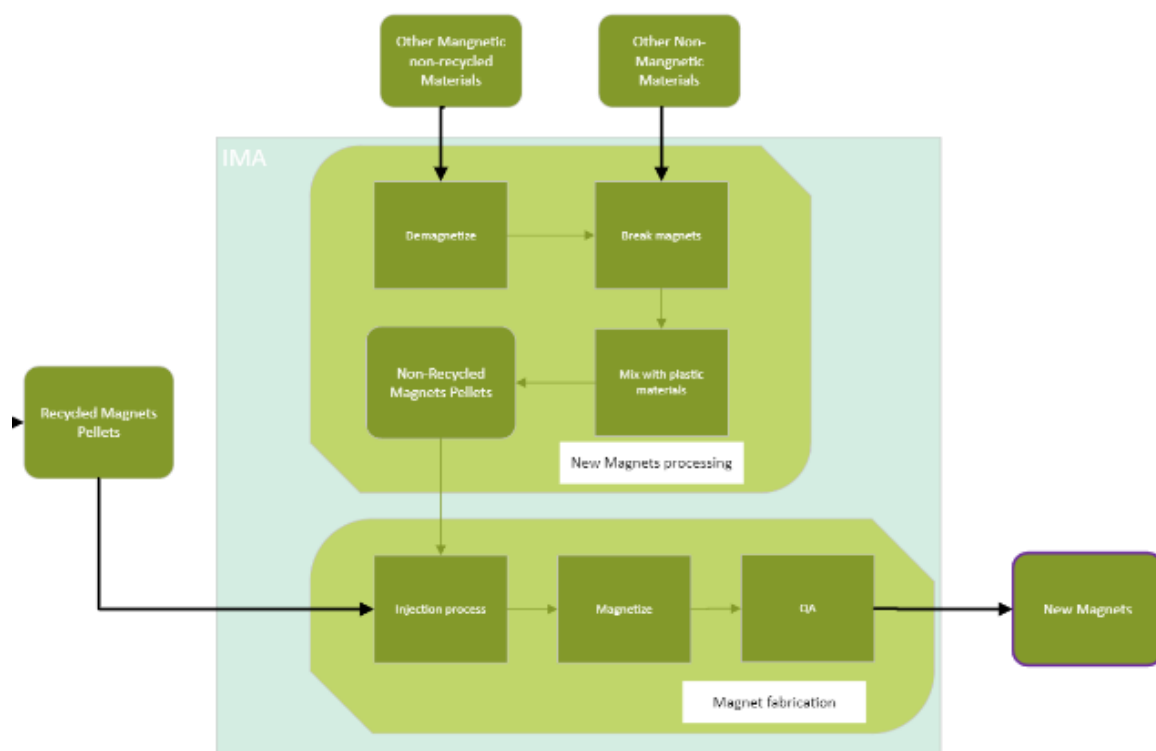 Other Mangnetic
non-recycled
Materials
Other Non-
Mangnetic
Materials
IMA
Demagnetize
Break magnets
Non-Recycled
Magnets Pellets
Mix with plastic
materials
Recycled Magnets
Pellets
New Magnets processing
Injection process
Magnetize
QA
New Magnets
Magnet fabrication